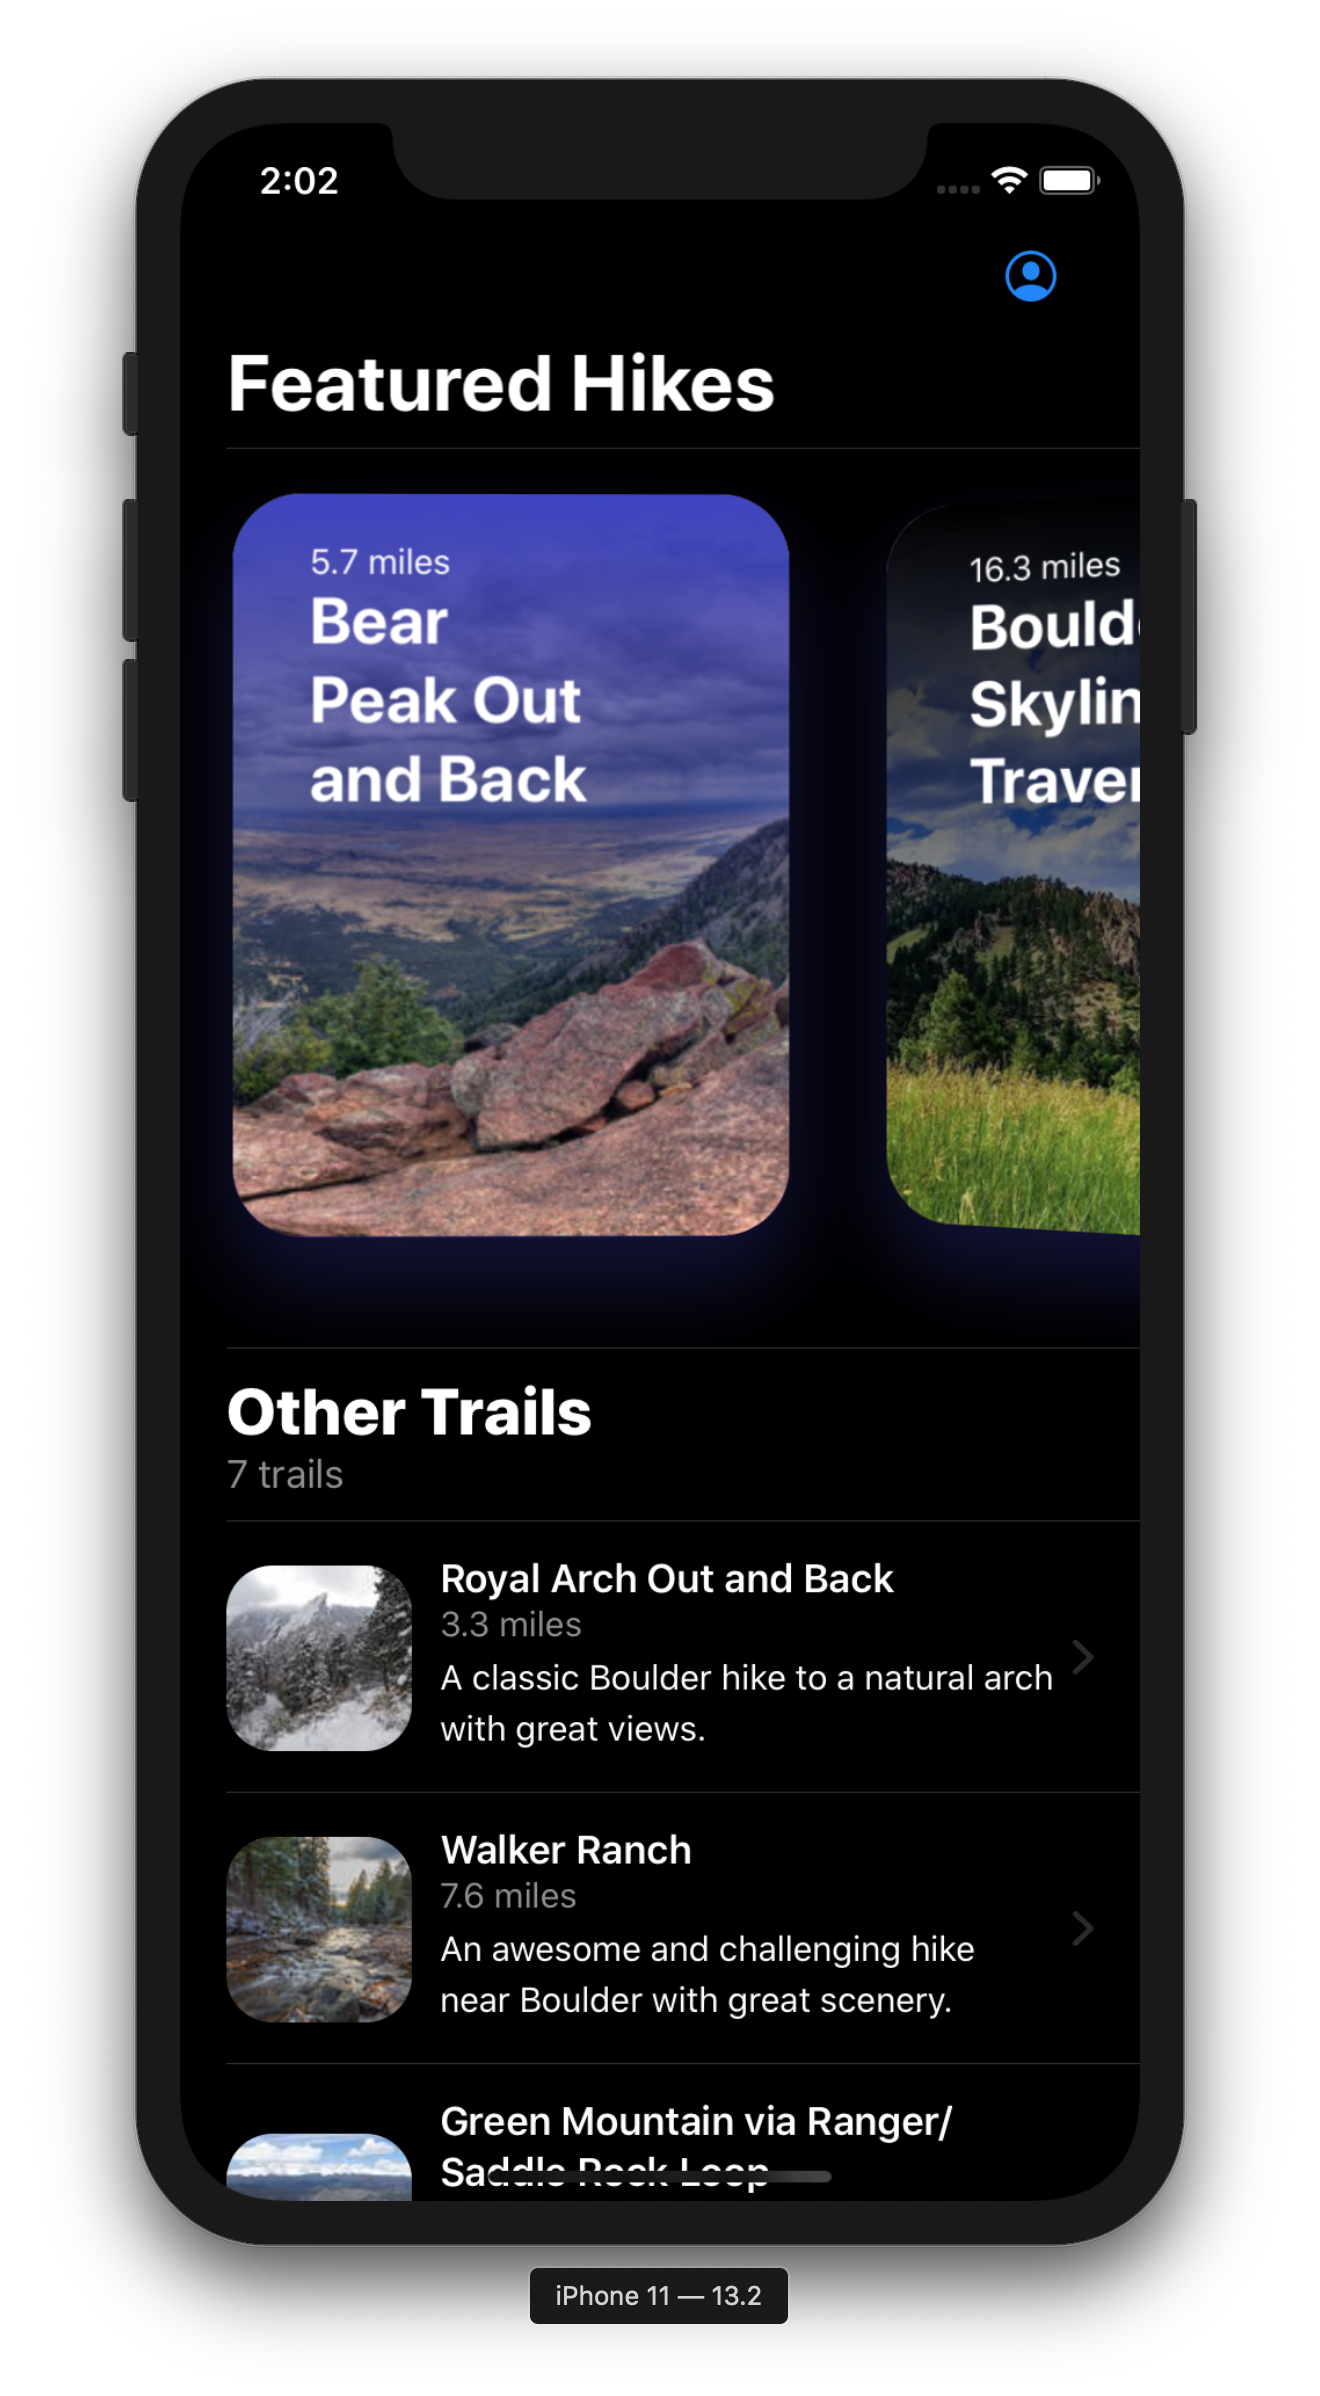 2:02
Featured Hikes
5.7 miles
Bear
Peak Out
and Back
16.3 miles
Bould
Skylin
Traver
Other Trails
7 trails
Royal Arch Out and Back
3.3 miles
A classic Boulder hike to a natural arch
with great views.
Walker Ranch
7.6 miles
An awesome and challenging hike
near Boulder with great scenery.
Green Mountain via Ranger/
Saddle Rock Loop
iPhone 11 — 13.2